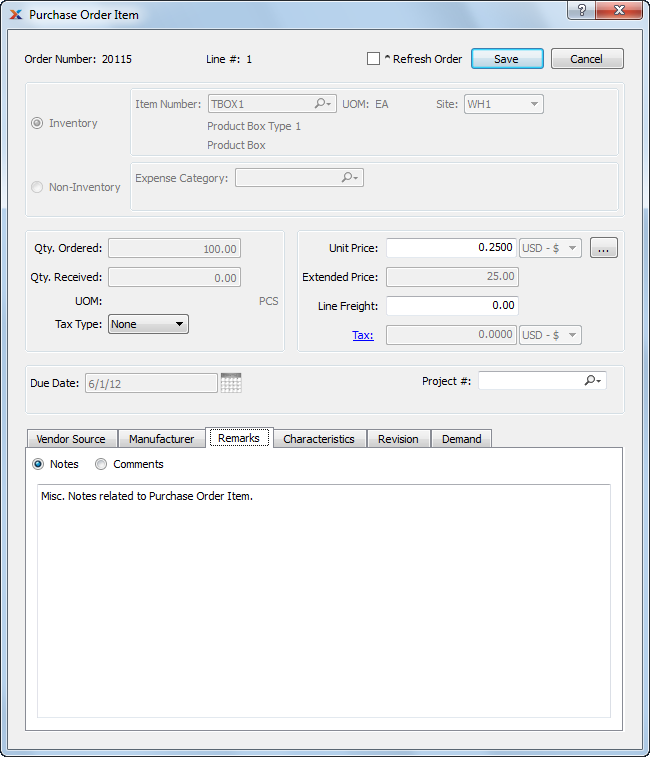 Purchase Order Item
?
Order Number: 20115 Line #: 1 ^ Refresh Order Save Cancel
Item Number: TBOX1 UOM: EA Site: WH1
Inventory
Product Box Type 1
Product Box
Non-Inventory
Expense Category:
Qty. Ordered: 100.00
Unit Price: 0.2500 USD - $ ...
Qty. Received: 0.00
Extended Price: 25.00
UOM: PCS
Line Freight: 0.00
Tax Type: None
Tax: 0.0000 USD - $
Due Date: 6/1/12 Project #:
Vendor Source Manufacturer Remarks Characteristics Revision Demand
Notes Comments
Misc. Notes related to Purchase Order Item.